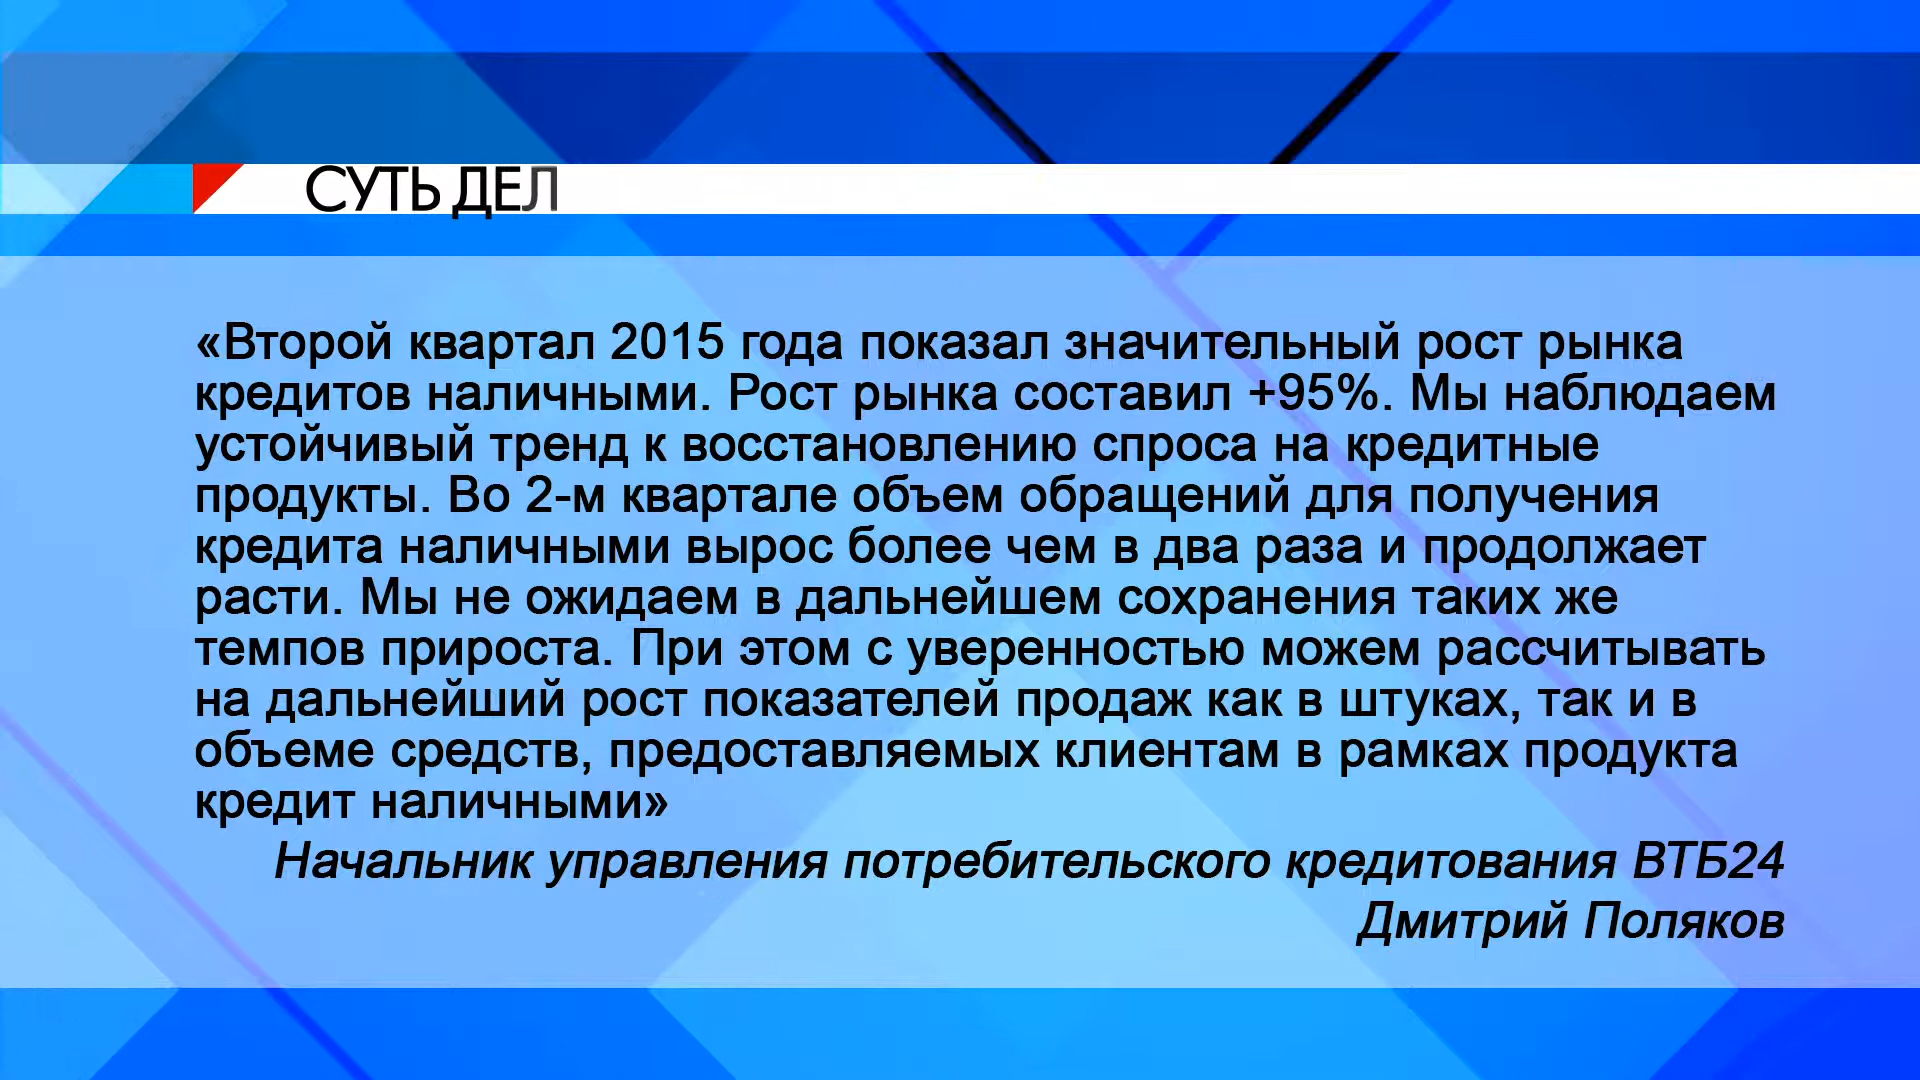 СУТЬ ДЕЛ
«Второй квартал 2015 года показал значительный рост рынка
кредитов наличными. Рост рынка составил +95%. Мы наблюдаем
устойчивый тренд к восстановлению спроса на кредитные
продукты. Во 2-м квартале объем обращений для получения
кредита наличными вырос более чем в два раза и продолжает
расти. Мы не ожидаем в дальнейшем сохранения таких же
темпов прироста. При этом с уверенностью можем рассчитывать
на дальнейший рост показателей продаж как в штуках, так и в
объеме средств, предоставляемых клиентам в рамках продукта
кредит наличными»
Начальник управления потребительского кредитования ВТБ24
Дмитрий Поляков